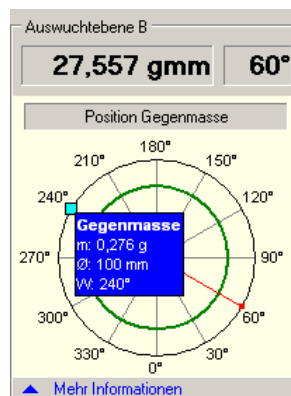 Auswuchtebene B
27,557 gmm 60°
Position Gegenmasse
180°
210° 150°
240° 120°
Gegenmasse
m: 0,276 g
Ø: 100 mm
W: 240°
270° 90°
300° 60°
330° 30°
0°
Mehr Informationen